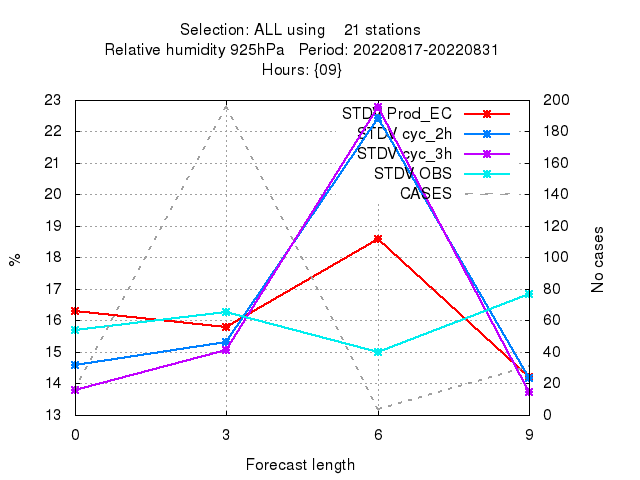 Selection: ALL using    21 stations
Relative humidity 925hPa   Period: 20220817-20220831
Hours: {09}
23
22
21
20
19
18
17
16
15
14
13
200
180
160
140
120
100
80
60
40
20
0
STDV Prod_EC
STDV cyc_2h
STDV cyc_3h
STDV OBS
CASES
%
No cases
0 3 6 9
Forecast length